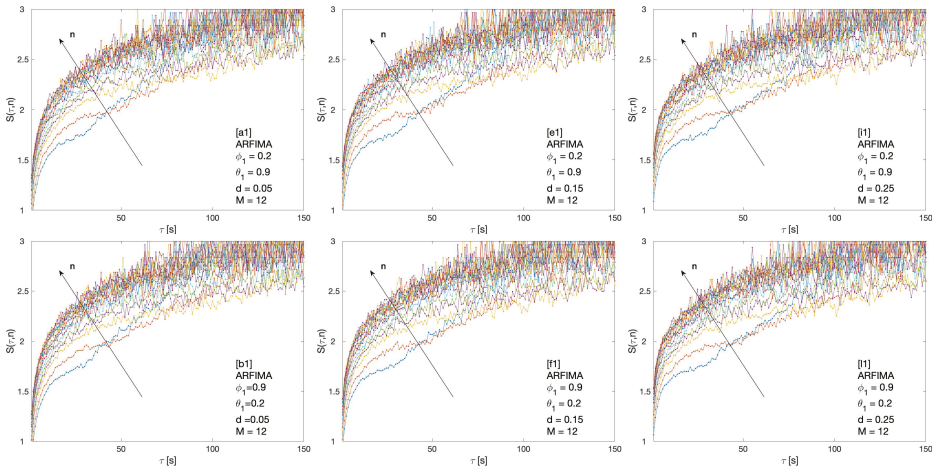 3
2.5
2
1.5
1
S(τ,n)
n
[a1]
ARFIMA
ϕ1 = 0.2
θ1 = 0.9
d = 0.05
M = 12
50
100
150
τ [s]
3
2.5
2
1.5
1
S(τ,n)
n
[e1]
ARFIMA
ϕ1 = 0.2
θ1 = 0.9
d = 0.15
M = 12
50
100
150
τ [s]
3
2.5
2
1.5
1
S(τ,n)
n
[i1]
ARFIMA
ϕ1 = 0.2
θ1 = 0.9
d = 0.25
M = 12
50
100
150
τ [s]
3
2.5
2
1.5
1
S(τ,n)
n
[b1]
ARFIMA
ϕ1=0.9
θ1=0.2
d =0.05
M = 12
50
100
150
τ [s]
3
2.5
2
1.5
1
S(τ,n)
n
[f1]
ARFIMA
ϕ1 = 0.9
θ1 = 0.2
d = 0.15
M = 12
50
100
150
τ [s]
3
2.5
2
1.5
1
S(τ,n)
n
[l1]
ARFIMA
ϕ1 = 0.9
θ1 = 0.2
d = 0.25
M = 12
50
100
150
τ [s]